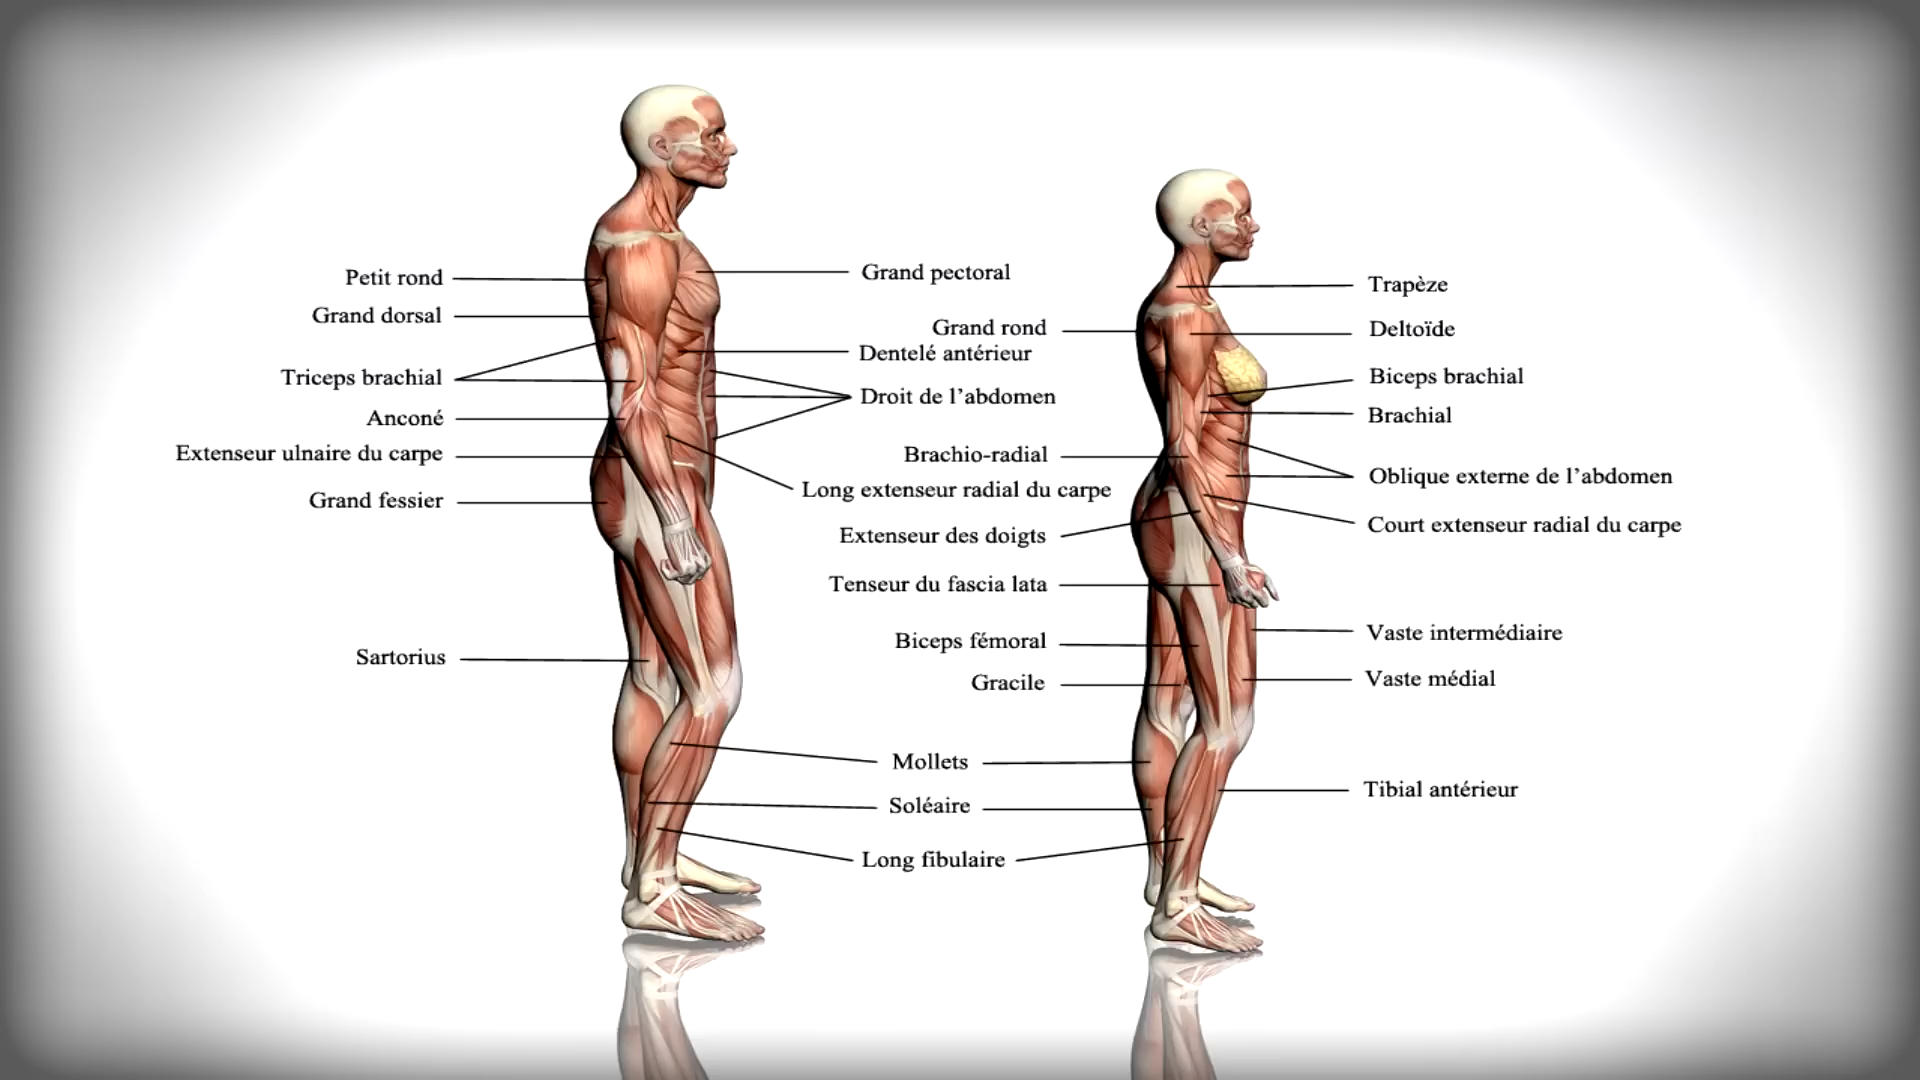 Petit rond
Grand dorsal
Triceps brachial
Anconé
Extenseur ulnaire du carpe
Grand fessier
Sartorius
Grand pectoral
Grand rond
Dentelé antérieur
Droit de l’abdomen
Brachio-radial
Long extenseur radial du carpe
Extenseur des doigts
Tenseur du fascia lata
Biceps fémoral
Gracile
Mollets
Soléaire
Long fibulaire
Trapèze
Deltoïde
Biceps brachial
Brachial
Oblique externe de l’abdomen
Court extenseur radial du carpe
Vaste intermédiaire
Vaste médial
Tibial antérieur